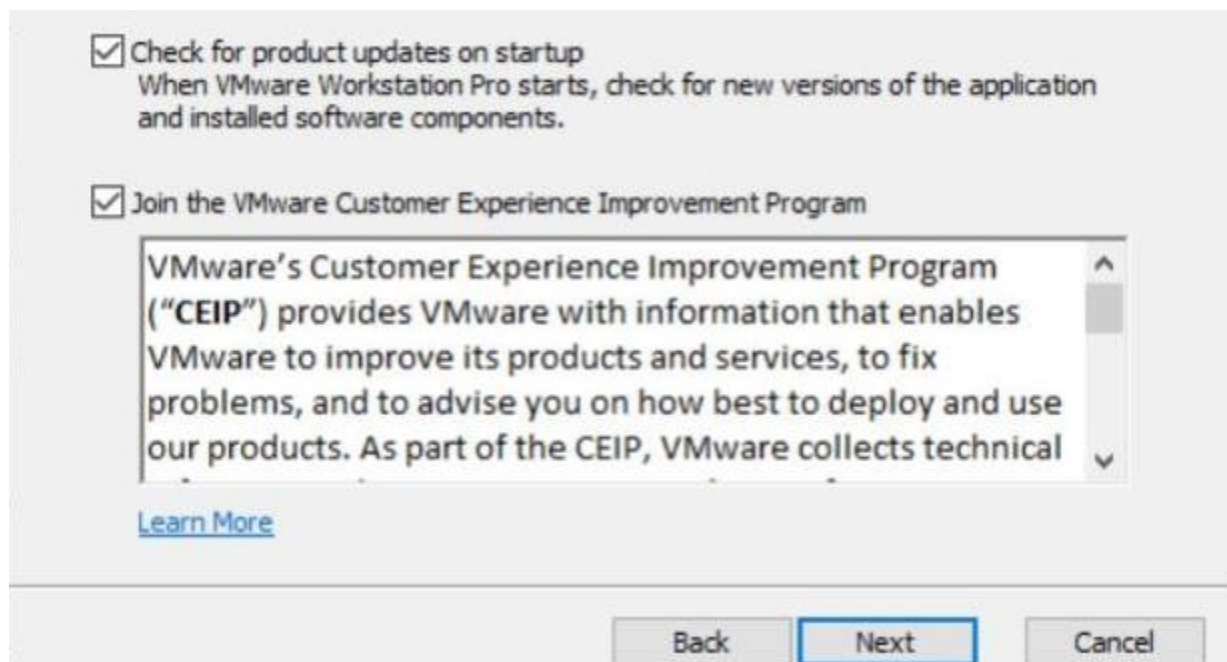 Check for product updates on startup
When VMware Workstation Pro starts, check for new versions of the application
and installed software components.
Join the VMware Customer Experience Improvement Program
VMware's Customer Experience Improvement Program
("CEIP") provides VMware with information that enables
VMware to improve its products and services, to fix
problems, and to advise you on how best to deploy and use
our products. As part of the CEIP, VMware collects technical
Learn More
Back Next Cancel